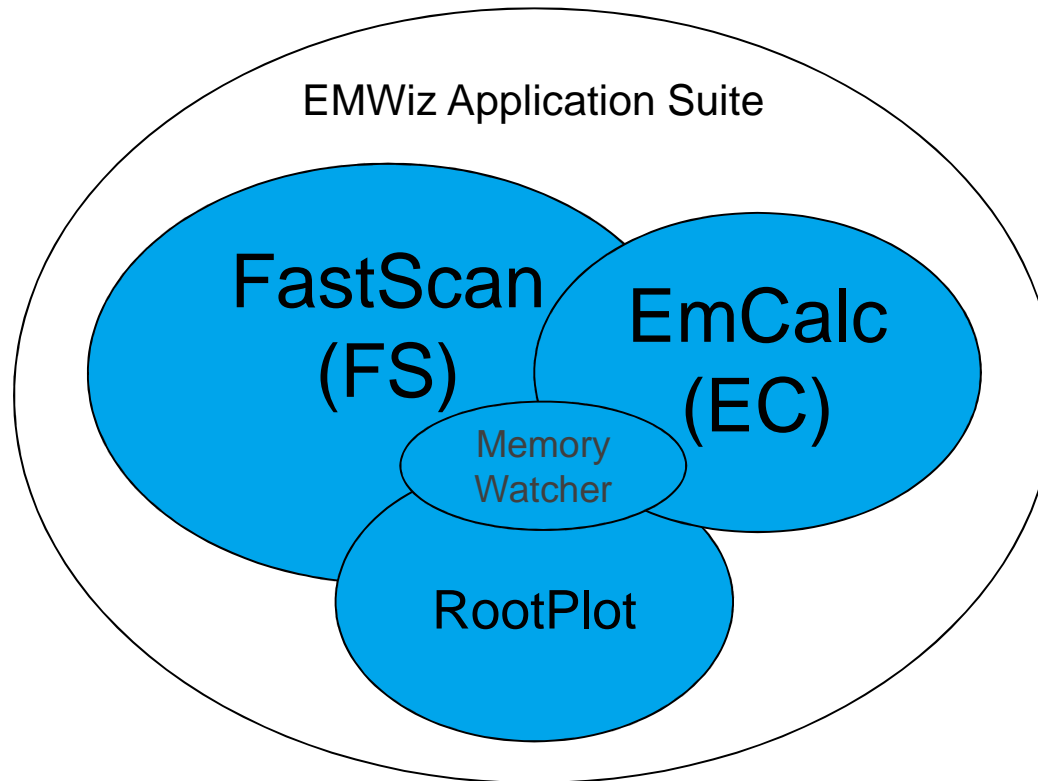 EMWiz Application Suite
FastScan
(FS)
EmCalc
(EC)
Memory
Watcher
RootPlot